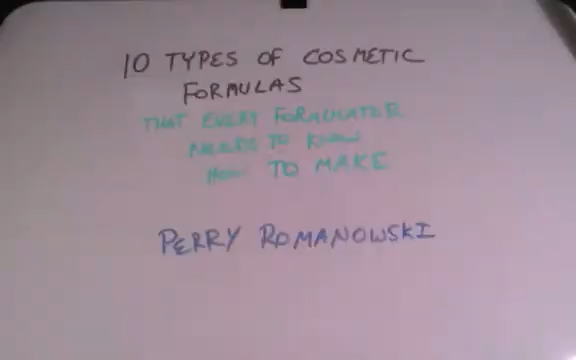 10 TYPES OF COSMETIC
FORMULAS
THAT EVERY FORMULATOR
NEEDS TO KNOW
HOW TO MAKE
PERRY ROMANOWSKI